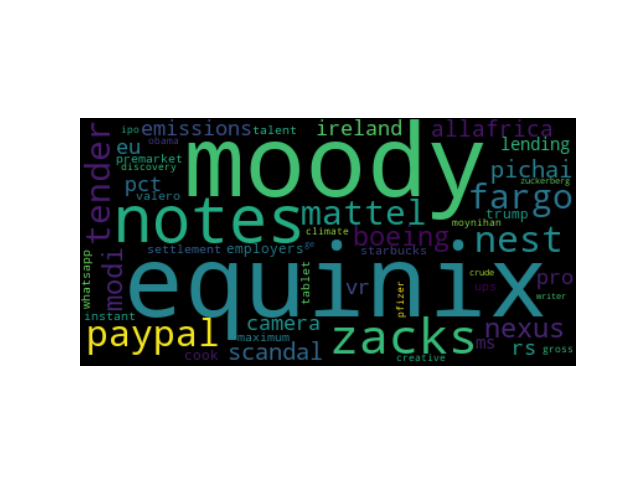 ipo emissions talent ireland allafrica
obama
eu lending
premarket
discovery
moody
pichai
zuckerberg
pct
valero
fargo
tender
notes
mattel
trump
moynihan
climate
boeing
nest
settlement employers ge
starbucks
whatsapp
modi
equinix
tablet
vr
pfizer
crude
ups
pro
writer
instant
paypal
camera
zacks
nexus
maximum
ms
rs gross
cook scandal
creative